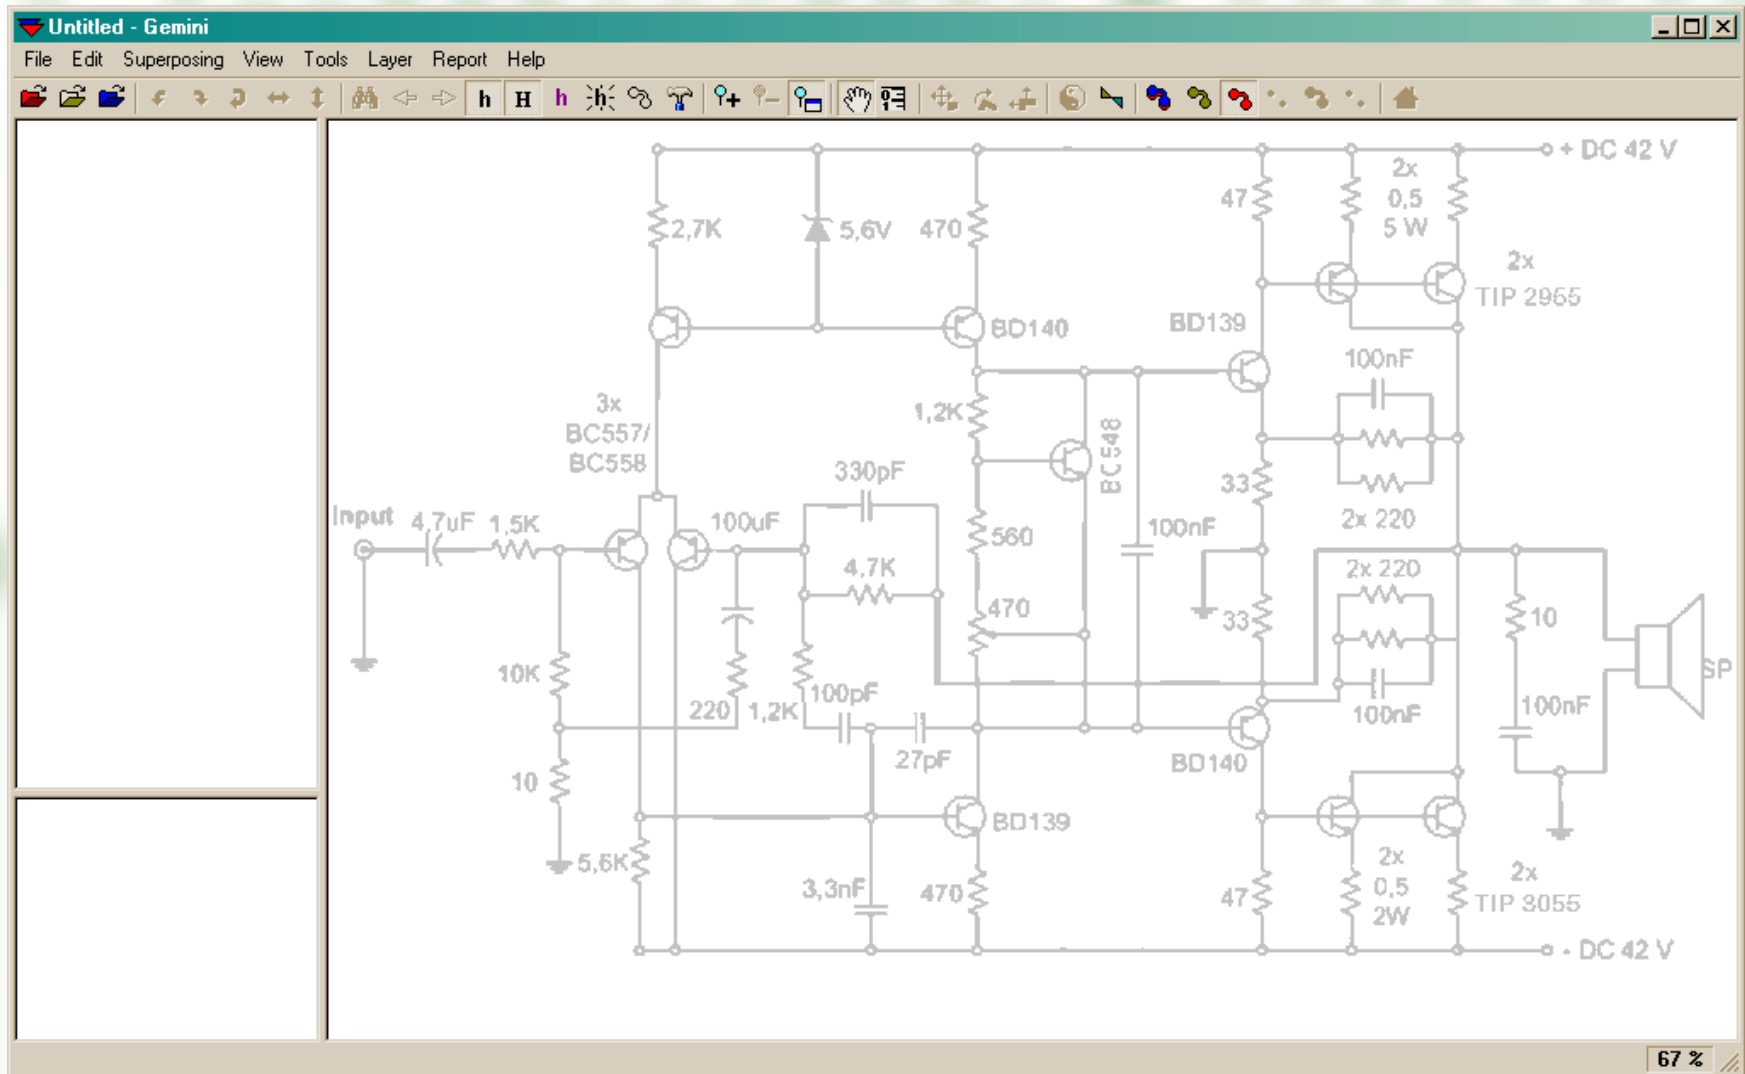 Untitled - Gemini
File Edit Superposing View Tools Layer Report Help
h H h h
+ DC 42 V
2x
0,5
5 W
47
2,7K
5,6V
470
2x
TIP 2955
BD140
BD139
100nF
3x
BC557/
BC558
1,2K
BC548
330pF
33
2x 220
Input
4,7uF
1,5K
100uF
560
100nF
4,7K
2x 220
470
33
10
SP
10K
100pF
220
1,2K
100nF
100nF
27pF
BD140
10
BD139
5,6K
3,3nF
470
47
2x
0,5
2W
2x
TIP 3055
- DC 42 V
67 %